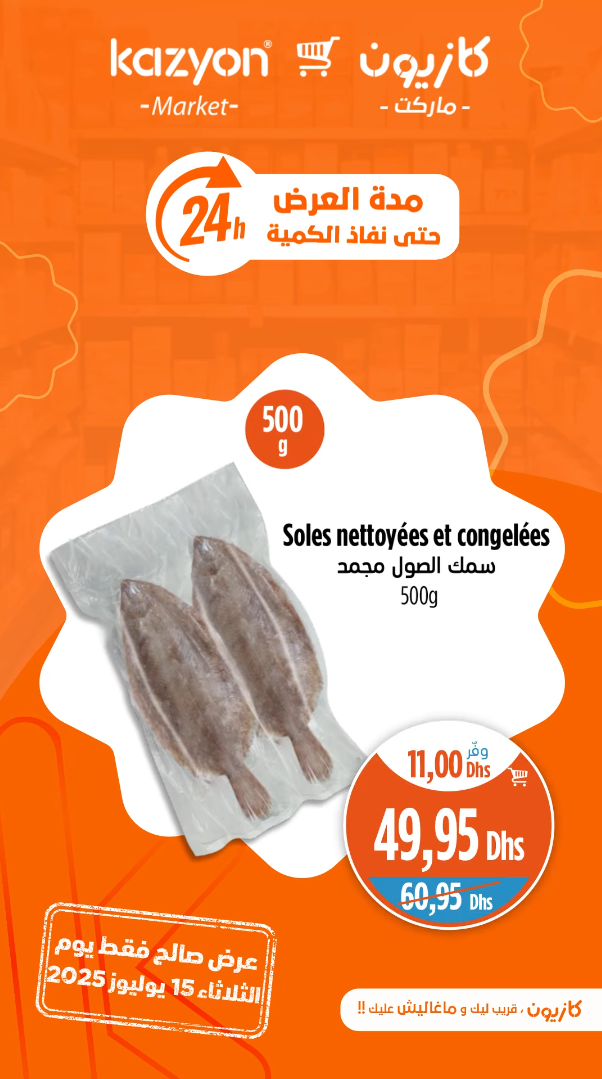 kazyon® كازيون
-Market- - ماركت -
24h
مدة العرض
حتى نفاذ الكمية
500
g
Soles nettoyées et congelées
سمك الصول مجمد
500g
وفّر
11,00 Dhs
49,95 Dhs
60,95 Dhs
عرض صالح فقط يوم
الثلاثاء 15 يوليوز 2025
كازيون ، قريب ليك و ماغاليش عليك !!